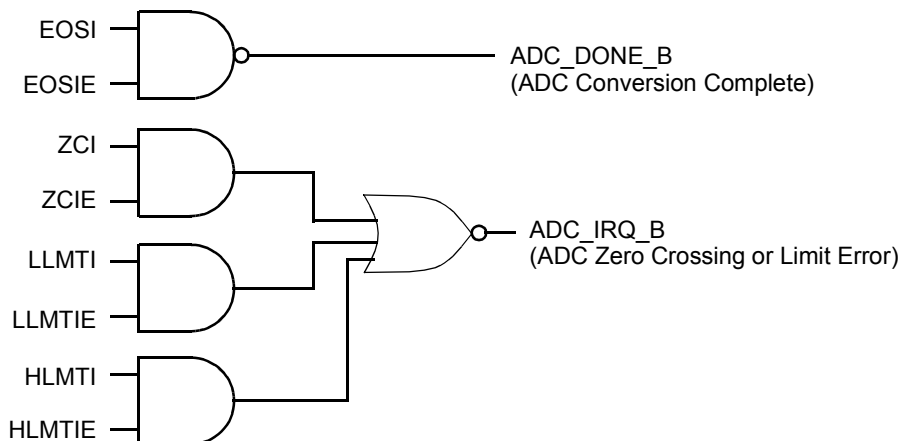 EOSI
EOSIE
ADC_DONE_B
(ADC Conversion Complete)
ZCI
ZCIE
ADC_IRQ_B
(ADC Zero Crossing or Limit Error)
LLMTI
LLMTIE
HLMTI
HLMTIE